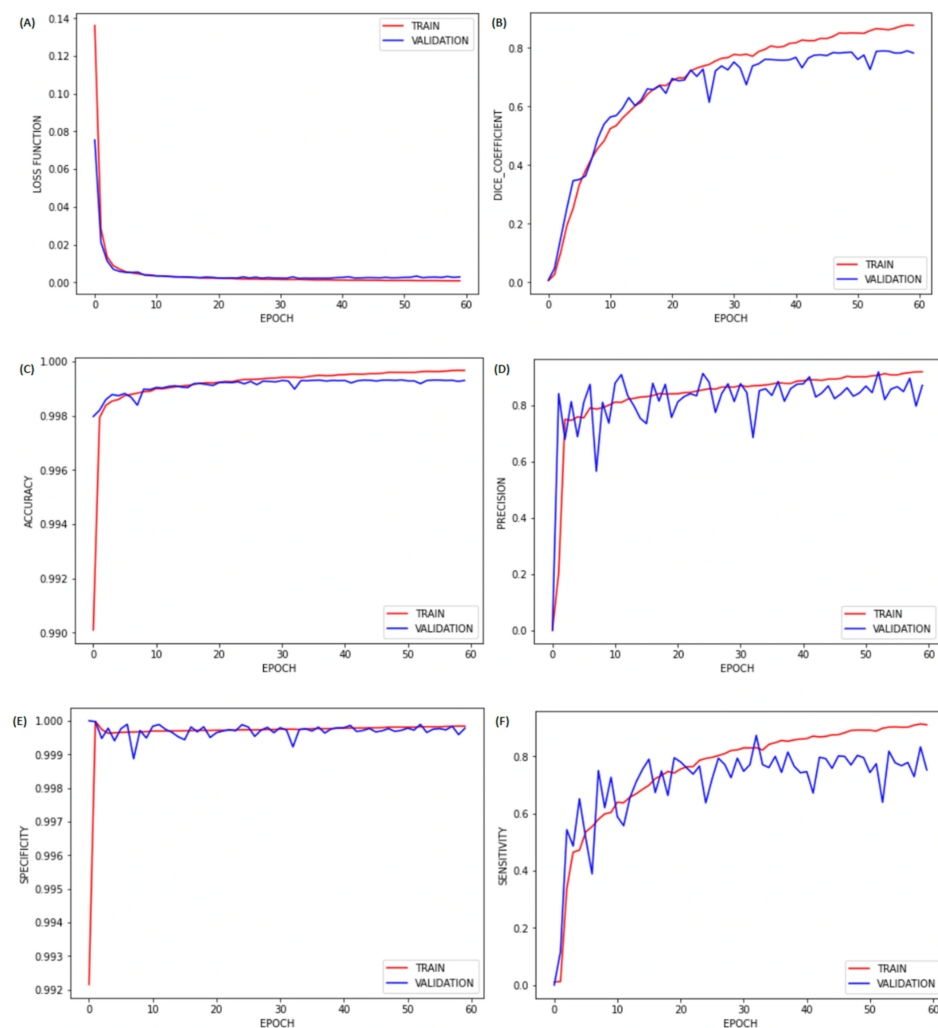 (A)
0.14
0.12
0.10
0.08
0.06
0.04
0.02
0.00
LOSS FUNCTION
TRAIN
VALIDATION
0 10 20 30 40 50 60
EPOCH
(B)
0.8
0.6
0.4
0.2
0.0
DICE_COEFFICIENT
TRAIN
VALIDATION
0 10 20 30 40 50 60
EPOCH
(C)
1.000
0.998
0.996
0.994
0.992
0.990
ACCURACY
TRAIN
VALIDATION
0 10 20 30 40 50 60
EPOCH
(D)
0.8
0.6
0.4
0.2
0.0
PRECISION
TRAIN
VALIDATION
0 10 20 30 40 50 60
EPOCH
(E)
1.000
0.999
0.998
0.997
0.996
0.995
0.994
0.993
0.992
SPECIFICITY
TRAIN
VALIDATION
0 10 20 30 40 50 60
EPOCH
(F)
0.8
0.6
0.4
0.2
0.0
SENSITIVITY
TRAIN
VALIDATION
0 10 20 30 40 50 60
EPOCH